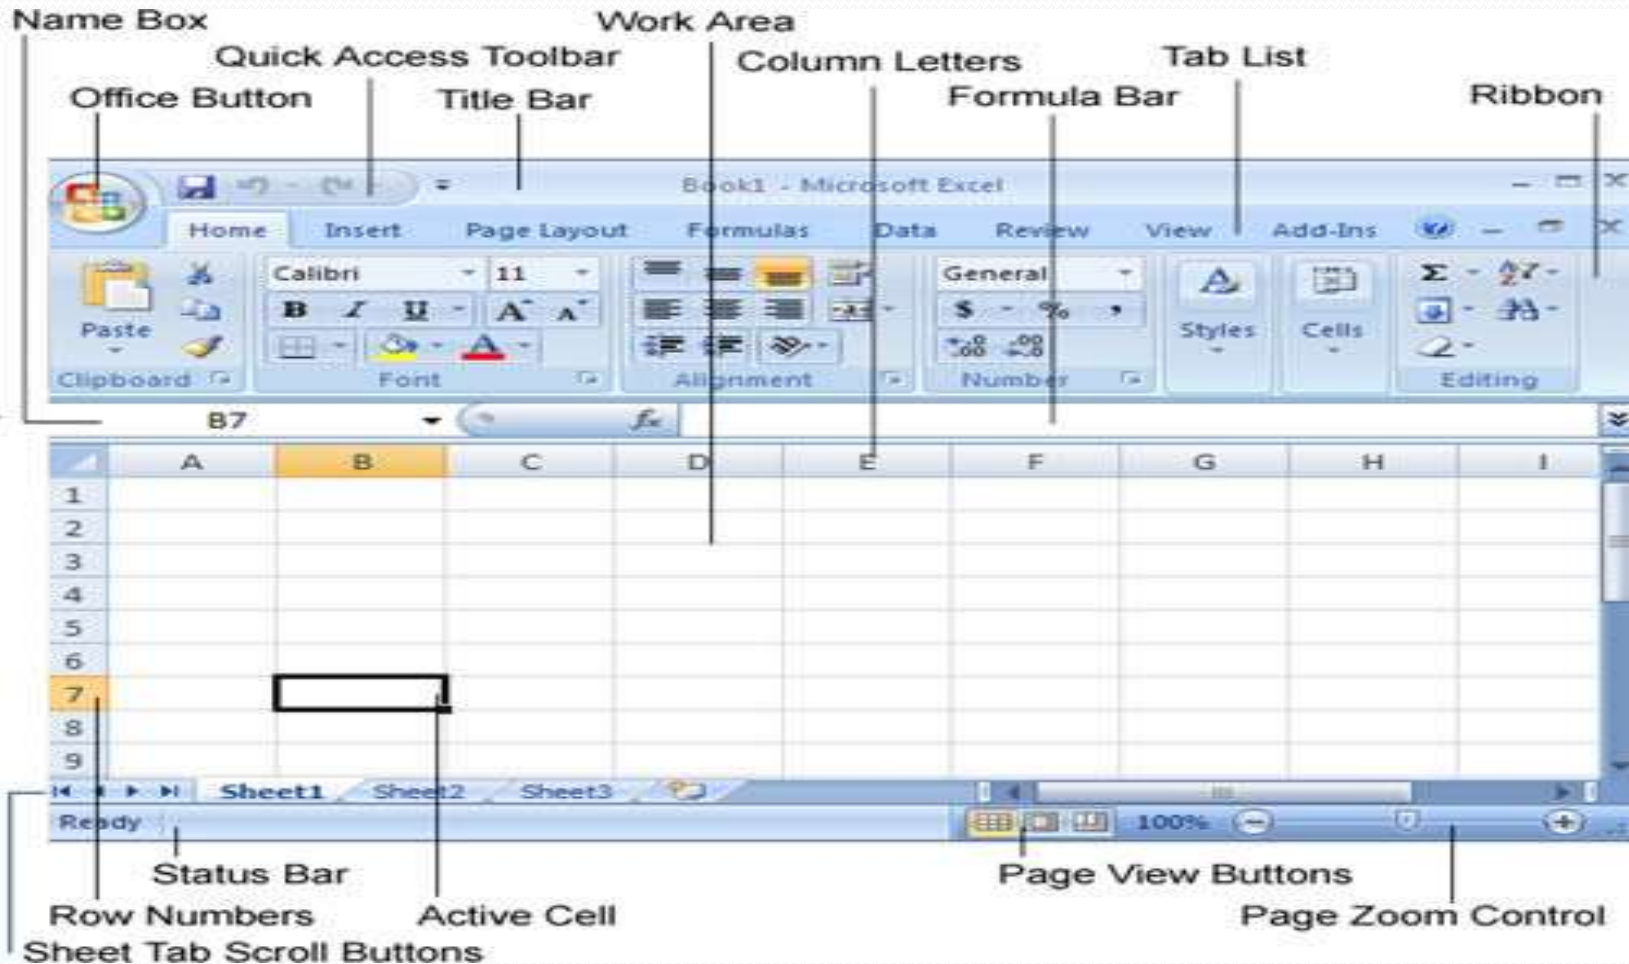 Name Box
Work Area
Quick Access Toolbar
Column Letters
Tab List
Office Button
Title Bar
Formula Bar
Ribbon
Book1 - Microsoft Excel
Home Insert Page Layout Formulas Data Review View Add-Ins
Calibri 11 General
B I U A A $ % ,
Paste Styles Cells Σ
A .00 .00
Clipboard Font Alignment Number Editing
B7 fx
A B C D E F G H I
1
2
3
4
5
6
7
8
9
Sheet1 Sheet2 Sheet3
Ready 100%
Status Bar
Page View Buttons
Row Numbers
Active Cell
Page Zoom Control
Sheet Tab Scroll Buttons